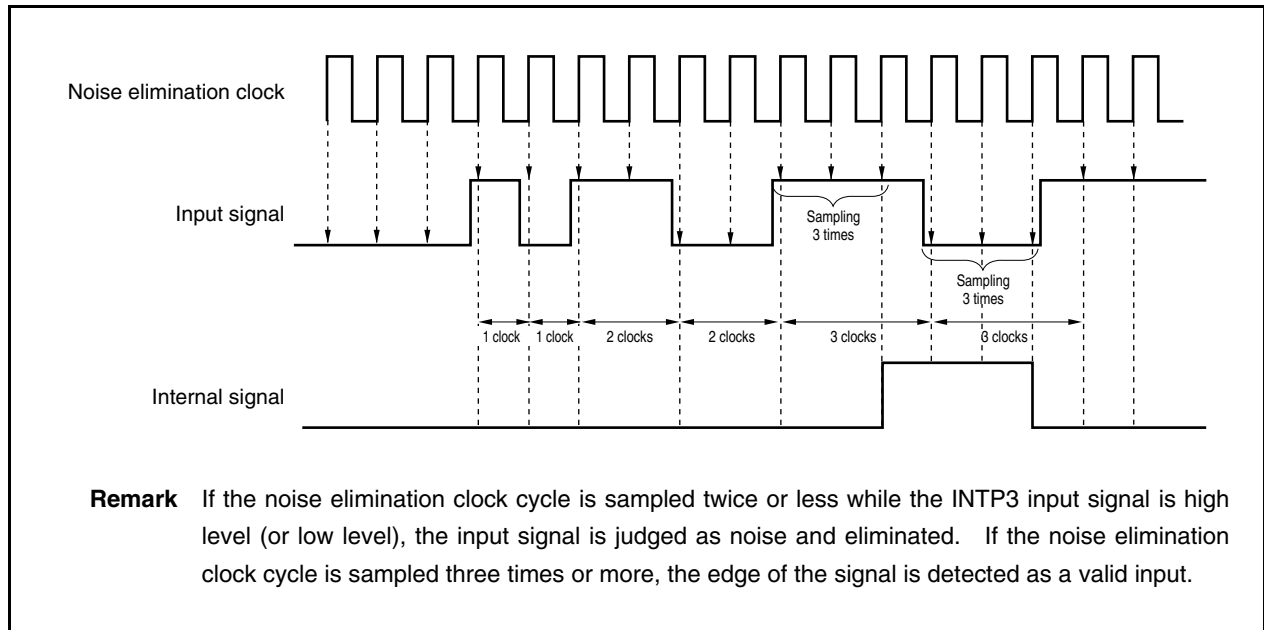 Noise elimination clock
Input signal
Sampling
3 times
Sampling
3 times
1 clock
1 clock
2 clocks
2 clocks
3 clocks
3 clocks
Internal signal
Remark If the noise elimination clock cycle is sampled twice or less while the INTP3 input signal is high
level (or low level), the input signal is judged as noise and eliminated. If the noise elimination
clock cycle is sampled three times or more, the edge of the signal is detected as a valid input.